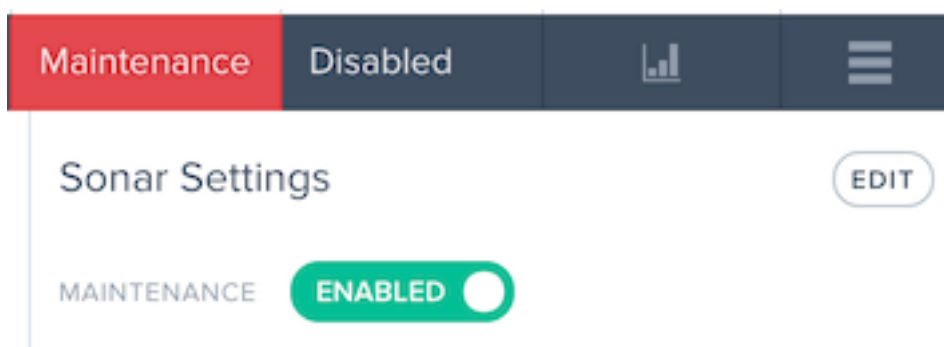 Maintenance Disabled
Sonar Settings EDIT
MAINTENANCE ENABLED